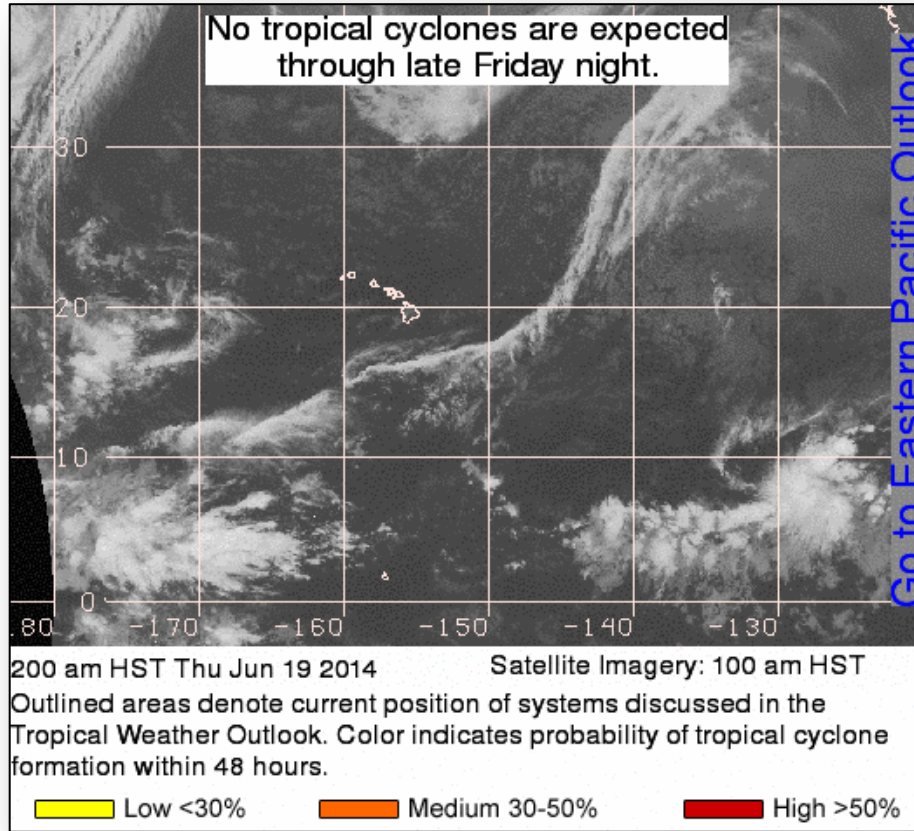 No tropical cyclones are expected
through late Friday night.
Go to Eastern Pacific Outlook
30
20
10
0
.80 -170 -160 -150 -140 -130
200 am HST Thu Jun 19 2014 Satellite Imagery: 100 am HST
Outlined areas denote current position of systems discussed in the
Tropical Weather Outlook. Color indicates probability of tropical cyclone
formation within 48 hours.
Low <30% Medium 30-50% High >50%